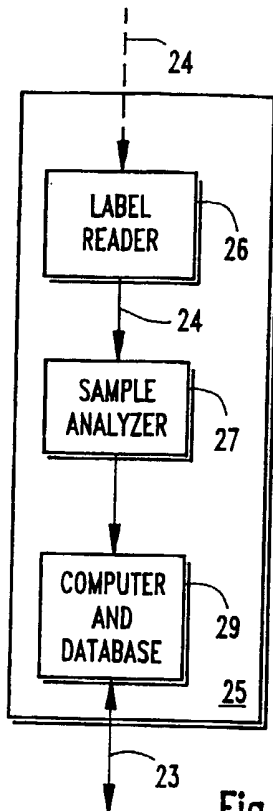 24
LABEL
READER
26
24
SAMPLE
ANALYZER
27
COMPUTER
AND
DATABASE
29
25
23
Fig